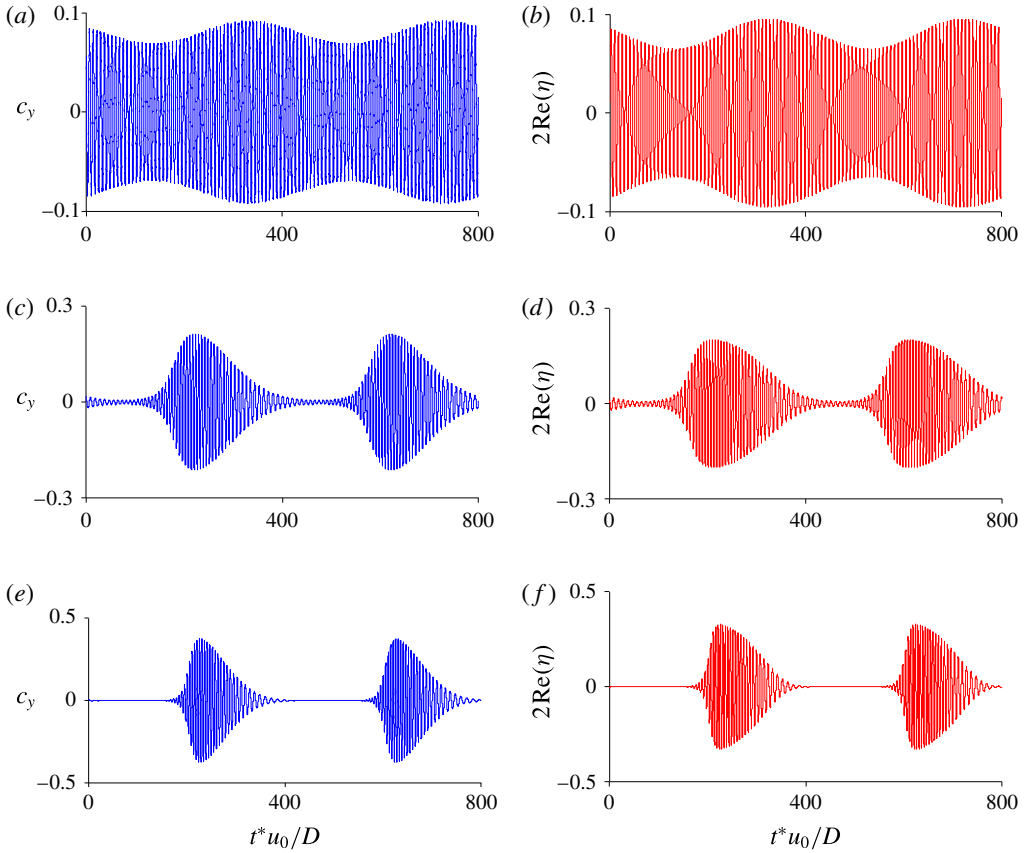 (a) 0.1 0 −0.1 c_y 0 400 800
(b) 0.1 0 −0.1 2Re(η) 0 400 800
(c) 0.3 0 −0.3 c_y 0 400 800
(d) 0.3 0 −0.3 2Re(η) 0 400 800
(e) 0.5 0 −0.5 c_y 0 400 800
t*u₀/D
(f) 0.5 0 −0.5 2Re(η) 0 400 800
t*u₀/D